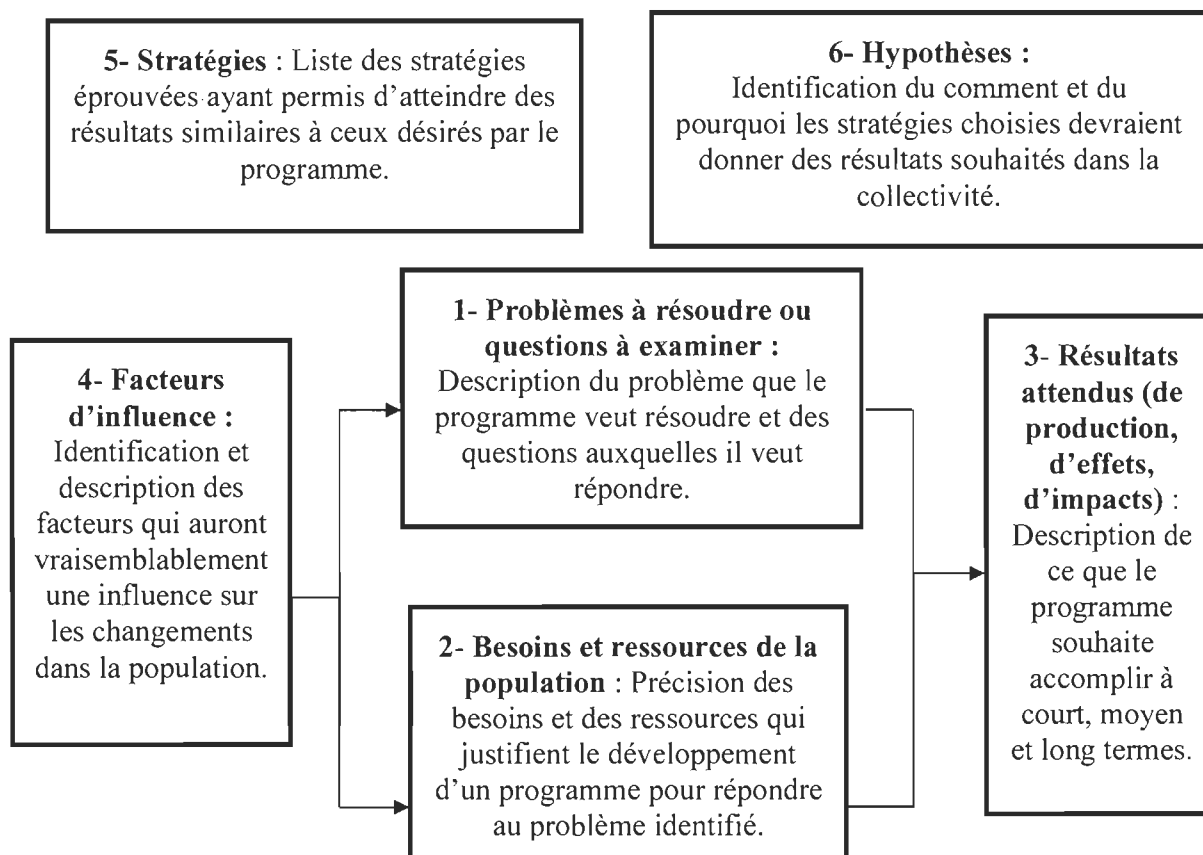 5- Stratégies : Liste des stratégies
éprouvées ayant permis d'atteindre des
résultats similaires à ceux désirés par le
programme.
6- Hypothèses :
Identification du comment et du
pourquoi les stratégies choisies devraient
donner des résultats souhaités dans la
collectivité.
4- Facteurs
d'influence :
Identification et
description des
facteurs qui auront
vraisemblablement
une influence sur
les changements
dans la population.
1- Problèmes à résoudre ou
questions à examiner :
Description du problème que le
programme veut résoudre et des
questions auxquelles il veut
répondre.
2- Besoins et ressources de la
population : Précision des
besoins et des ressources qui
justifient le développement
d'un programme pour répondre
au problème identifié.
3- Résultats
attendus (de
production,
d'effets,
d'impacts) :
Description de
ce que le
programme
souhaite
accomplir à
court, moyen
et long termes.